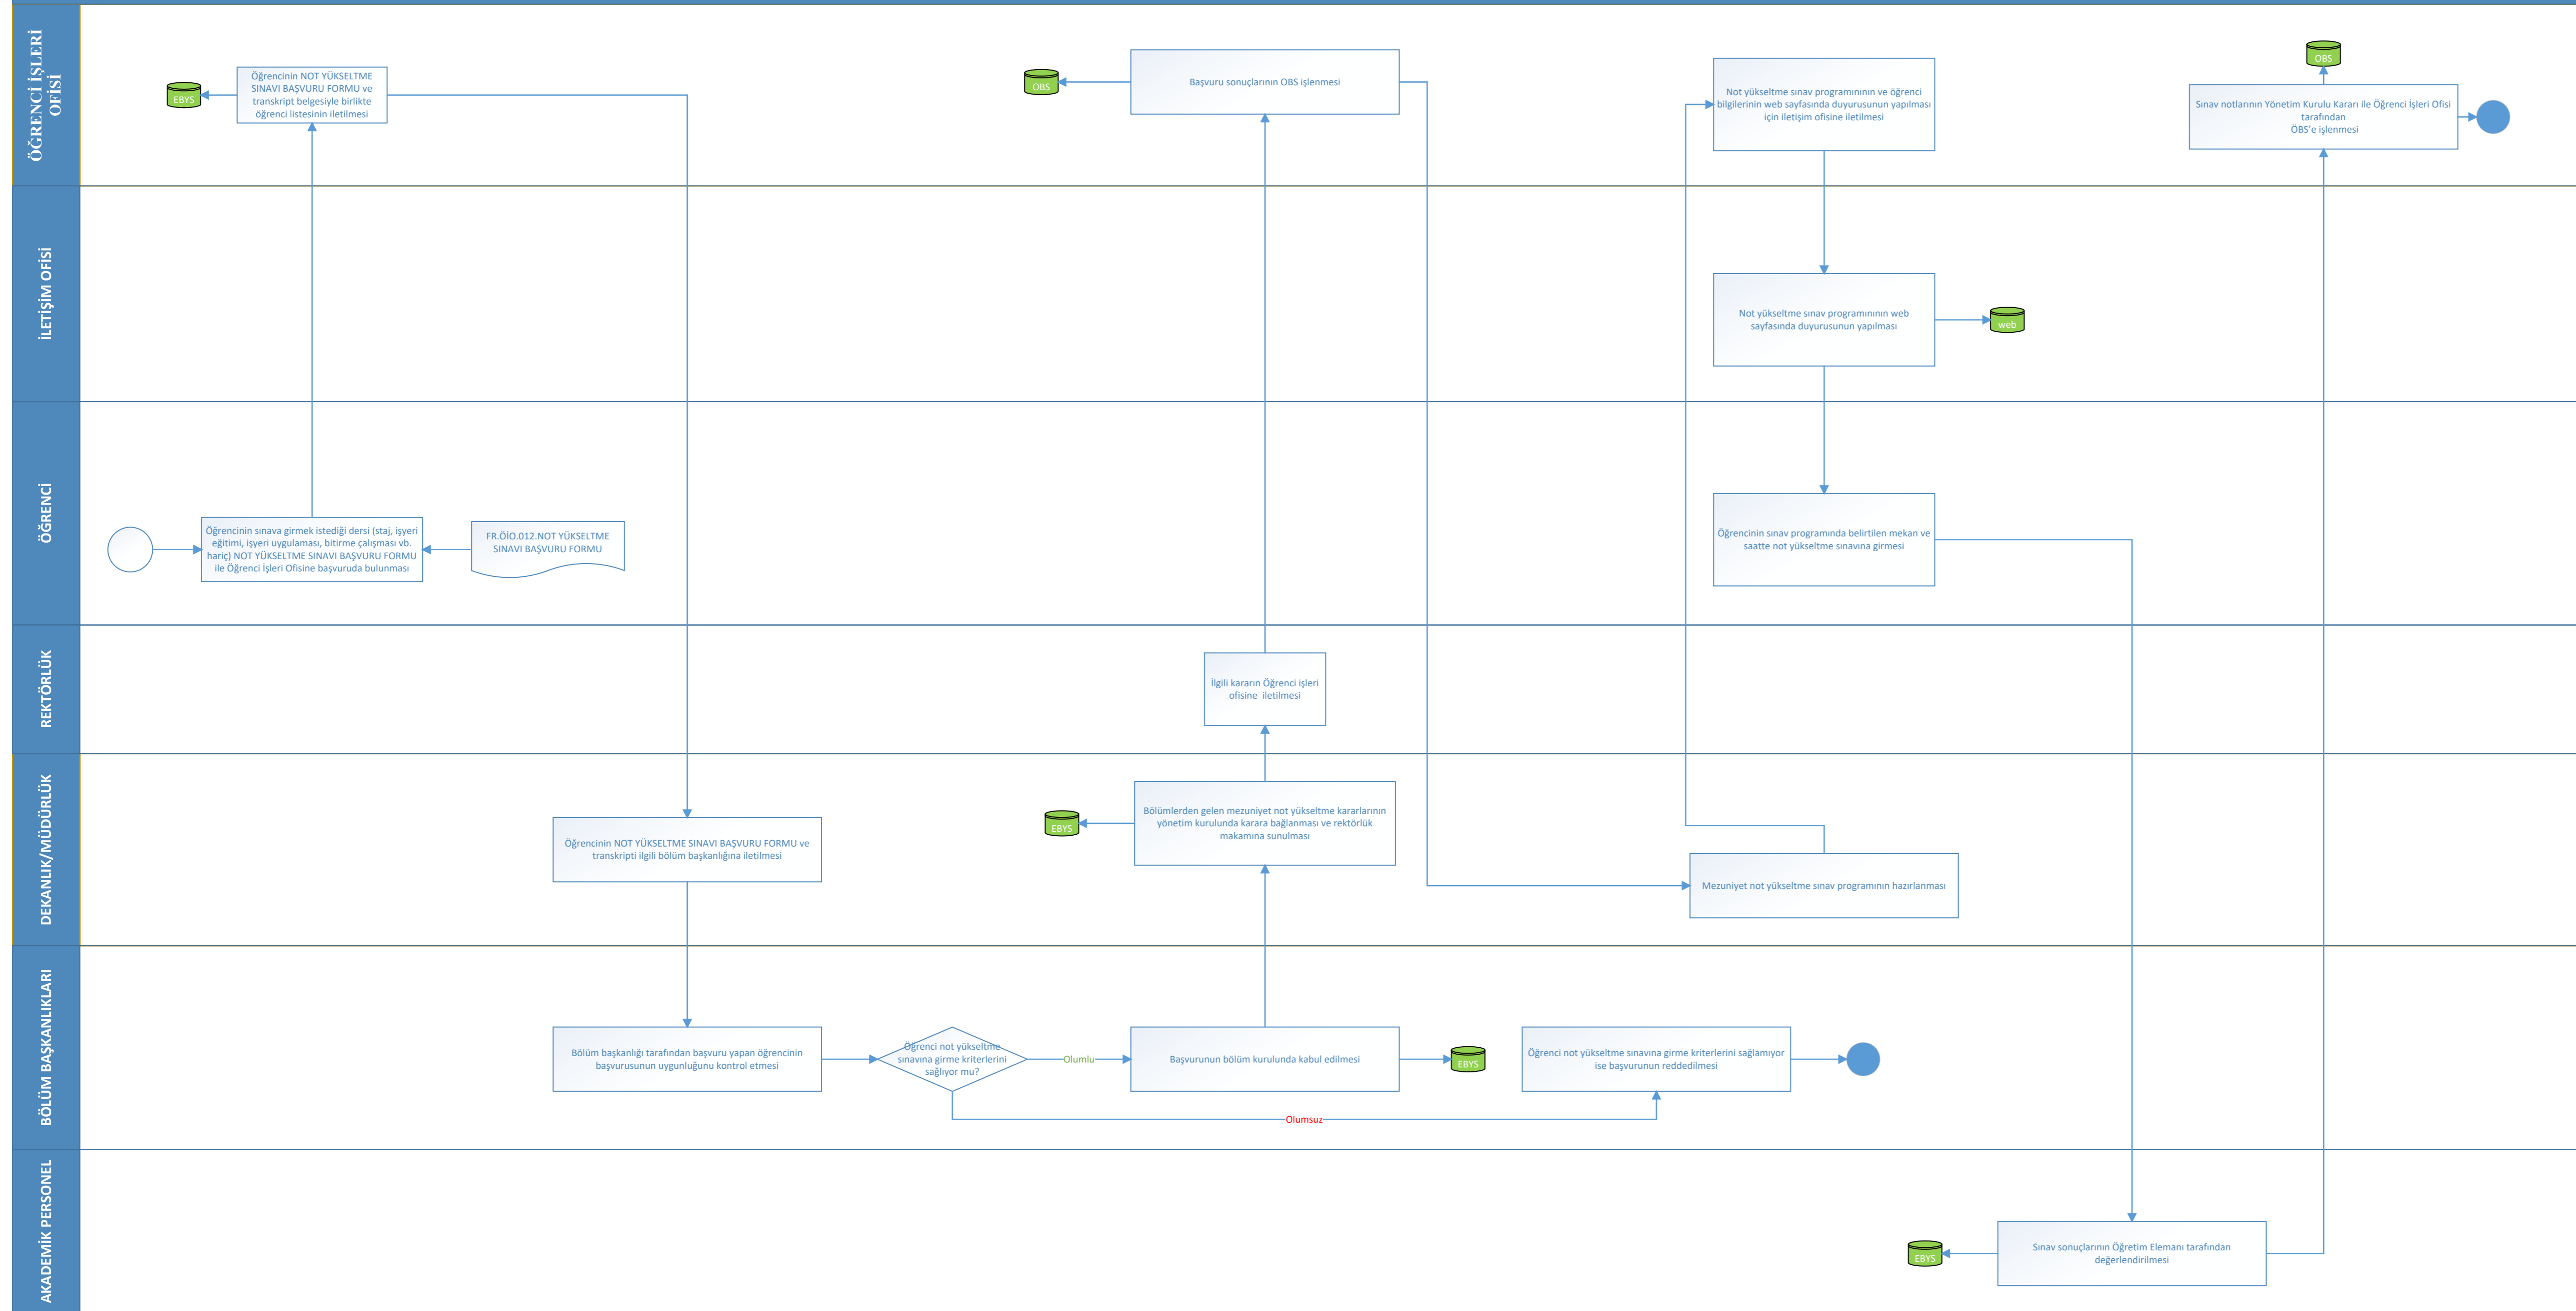 ÖĞRENCİ İŞLERİ
OFİSİ
EBYS
Öğrencinin NOT YÜKSELTME
SINAVI BAŞVURU FORMU ve
transkript belgesiyle birlikte
öğrenci listesinin iletilmesi
OBS
Başvuru sonuçlarının OBS işlenmesi
Not yükseltme sınav programının ve öğrenci
bilgilerinin web sayfasında duyurusunun yapılması
için iletişim ofisine iletilmesi
OBS
Sınav notlarının Yönetim Kurulu Kararı ile Öğrenci İşleri Ofisi
tarafından
ÖBS'e işlenmesi
İLETİŞİM OFİSİ
Not yükseltme sınav programınının web
sayfasında duyurusunun yapılması
web
ÖĞRENCİ
Öğrencinin sınava girmek istediği dersi (staj, işyeri
eğitimi, işyeri uygulaması, bitirme çalışması vb.
hariç) NOT YÜKSELTME SINAVI BAŞVURU FORMU
ile Öğrenci İşleri Ofisine başvuruda bulunması
FR.ÖİO.012.NOT YÜKSELTME
SINAVI BAŞVURU FORMU
Öğrencinin sınav programında belirtilen mekan ve
saatte not yükseltme sınavına girmesi
REKTÖRLÜK
İlgili kararın Öğrenci işleri
ofisine iletilmesi
DEKANLIK/MÜDÜRLÜK
Öğrencinin NOT YÜKSELTME SINAVI BAŞVURU FORMU ve
transkripti ilgili bölüm başkanlığına iletilmesi
EBYS
Bölümlerden gelen mezuniyet not yükseltme kararlarının
yönetim kurulunda karara bağlanması ve rektörlük
makamına sunulması
Mezuniyet not yükseltme sınav programının hazırlanması
BÖLÜM BAŞKANLIKLARI
Bölüm başkanlığı tarafından başvuru yapan öğrencinin
başvurusunun uygunluğunu kontrol etmesi
Öğrenci not yükseltme
sınavına girme kriterlerini
sağlıyor mu?
Olumlu
Başvurunun bölüm kurulunda kabul edilmesi
EBYS
Öğrenci not yükseltme sınavına girme kriterlerini sağlamıyor
ise başvurunun reddedilmesi
Olumsuz
AKADEMİK PERSONEL
EBYS
Sınav sonuçlarının Öğretim Elemanı tarafından
değerlendirilmesi